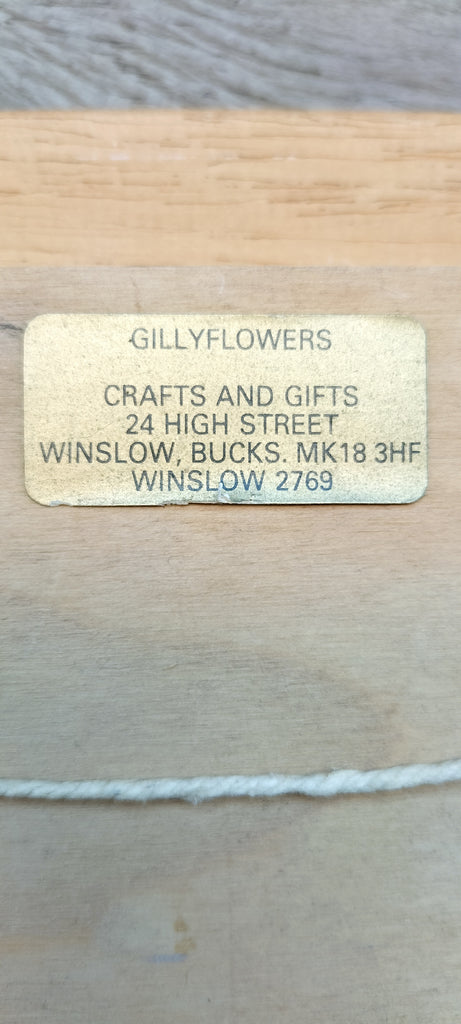 GILLYFLOWERS
CRAFTS AND GIFTS
24 HIGH STREET
WINSLOW, BUCKS. MK18 3HF
WINSLOW 2769